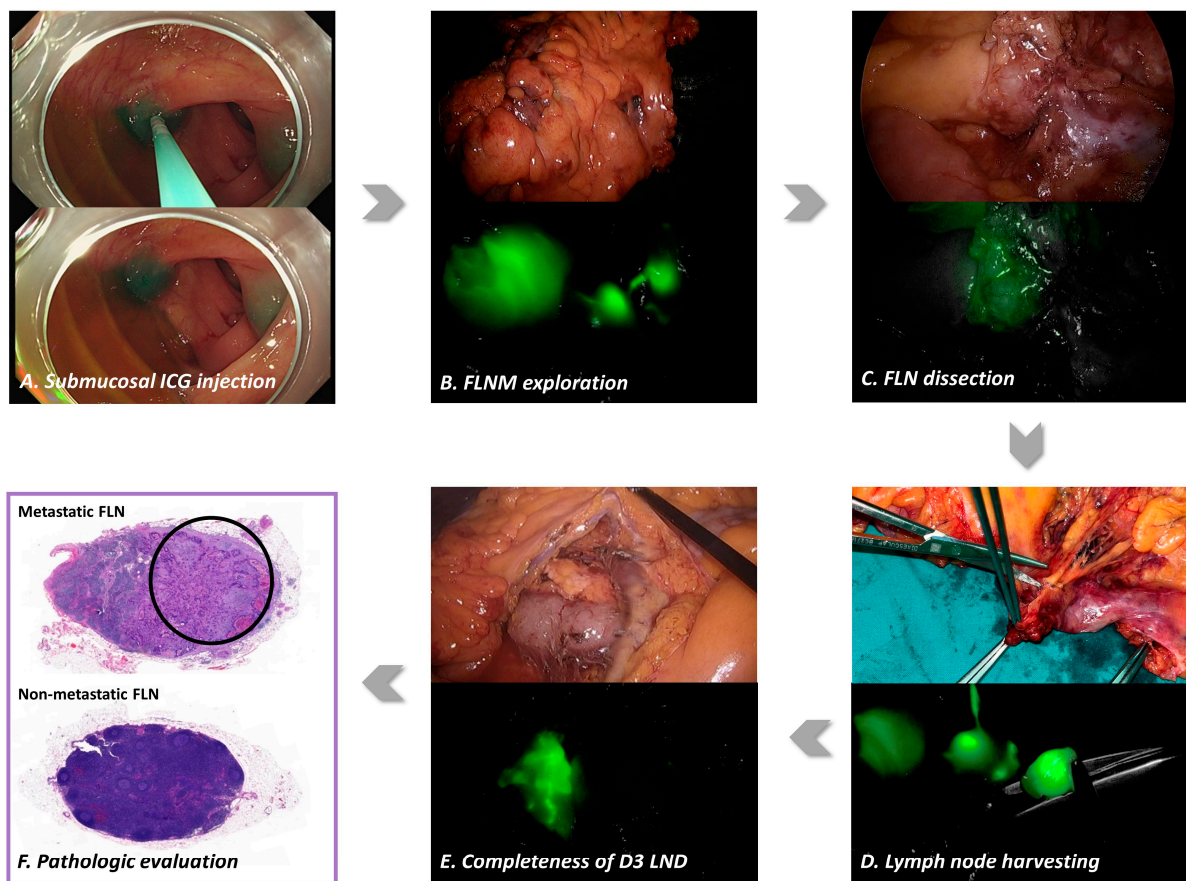 A. Submucosal ICG injection
B. FLNM exploration
C. FLN dissection
Metastatic FLN
Non-metastatic FLN
F. Pathologic evaluation
E. Completeness of D3 LND
D. Lymph node harvesting